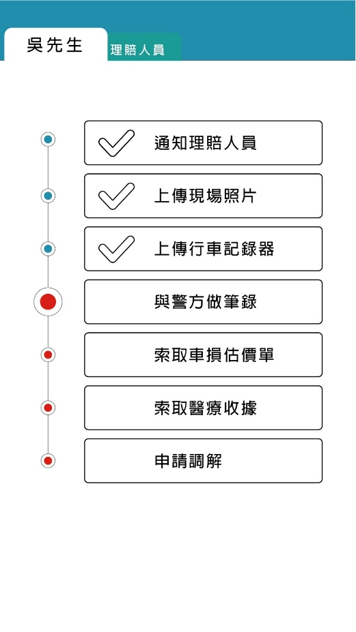 吳先生
理賠人員
通知理賠人員
上傳現場照片
上傳行車記錄器
與警方做筆錄
索取車損估價單
索取醫療收據
申請調解